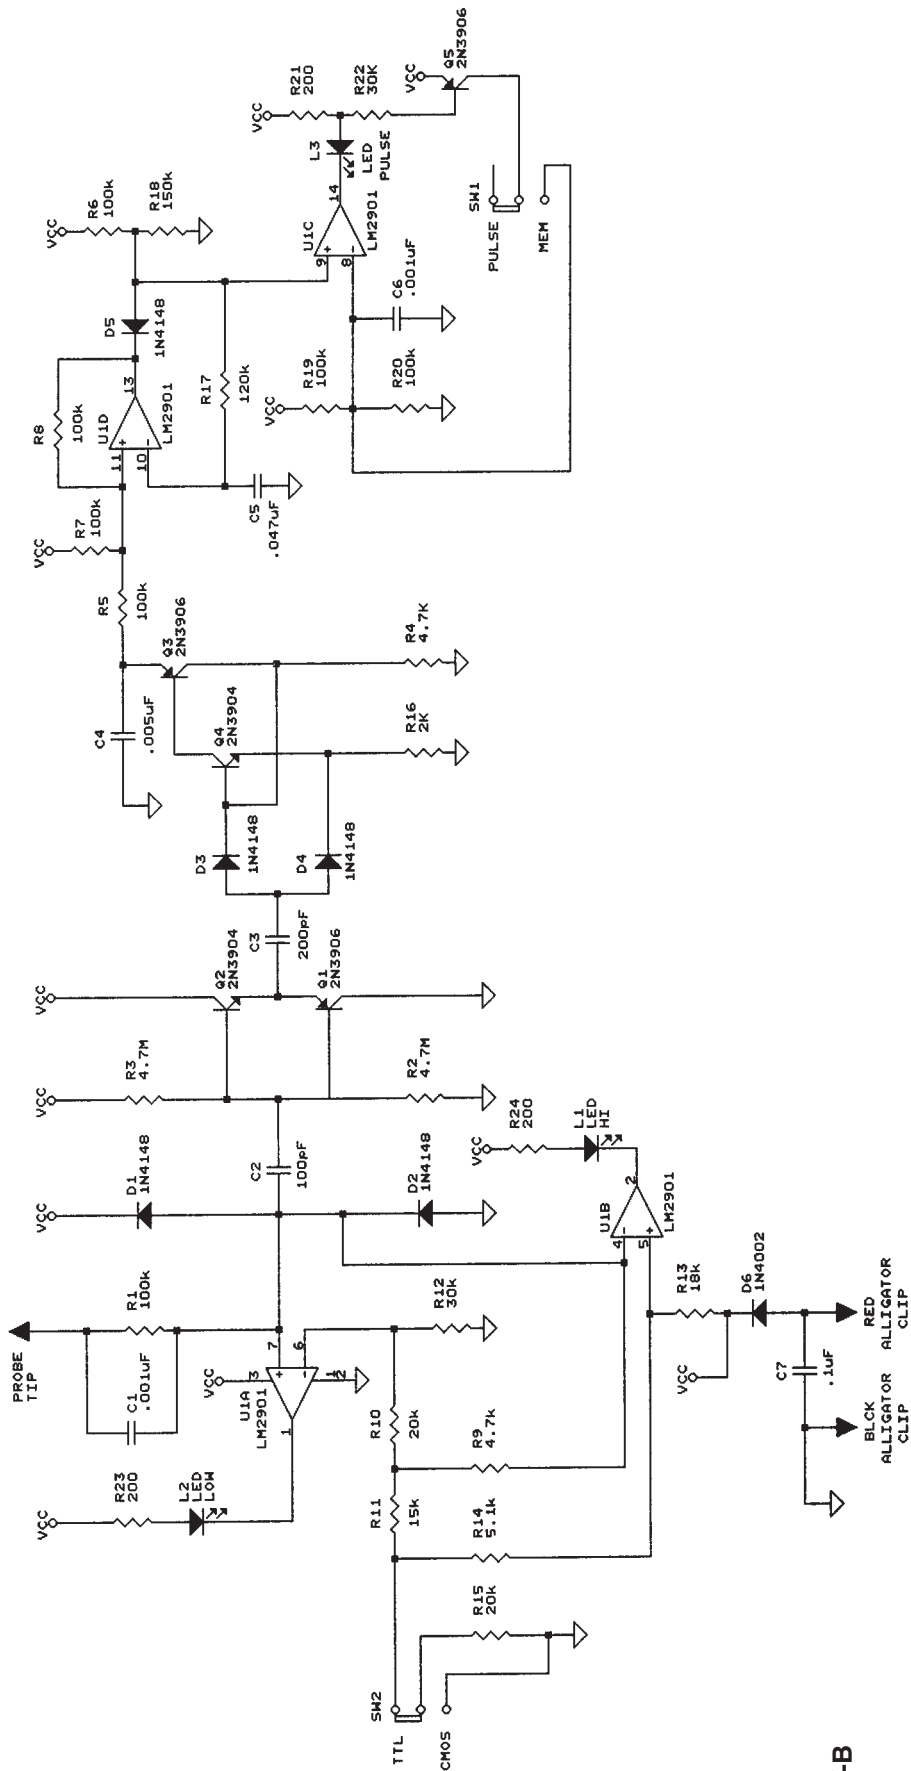 VCC
R6
100k
R18
150k
VCC
R21
200
R22
30K
VCC
Q5
2N3906
L3
LED
PULSE
14
U1C
LM2901
9
+
8
-
SW1
PULSE
MEM
D5
1N4148
R8
100k
13
U1D
LM2901
11
+
10
-
R17
120k
C6
.001uF
VCC
R19
100k
R20
100k
VCC
R7
100k
C5
.047uF
R5
100k
Q3
2N3906
R4
4.7K
C4
.005uF
Q4
2N3904
R16
2K
D3
1N4148
D4
1N4148
C3
200pF
VCC
Q2
2N3904
Q1
2N3906
VCC
R3
4.7M
R2
4.7M
VCC
D1
1N4148
C2
100pF
D2
1N4148
VCC
R24
200
L1
LED
HI
2
U1B
LM2901
4
-
5
+
PROBE
TIP
R1
100k
C1
.001uF
VCC
3
7
+
6
-
12
U1A
LM2901
1
R12
30k
R10
20k
R9
4.7k
R13
18k
VCC
D6
1N4002
C7
.1uF
RED
ALLIGATOR
CLIP
BLCK
ALLIGATOR
CLIP
VCC
R23
200
L2
LED
LOW
R11
15k
R14
5.1k
R15
20k
SW2
TTL
CMOS
-B